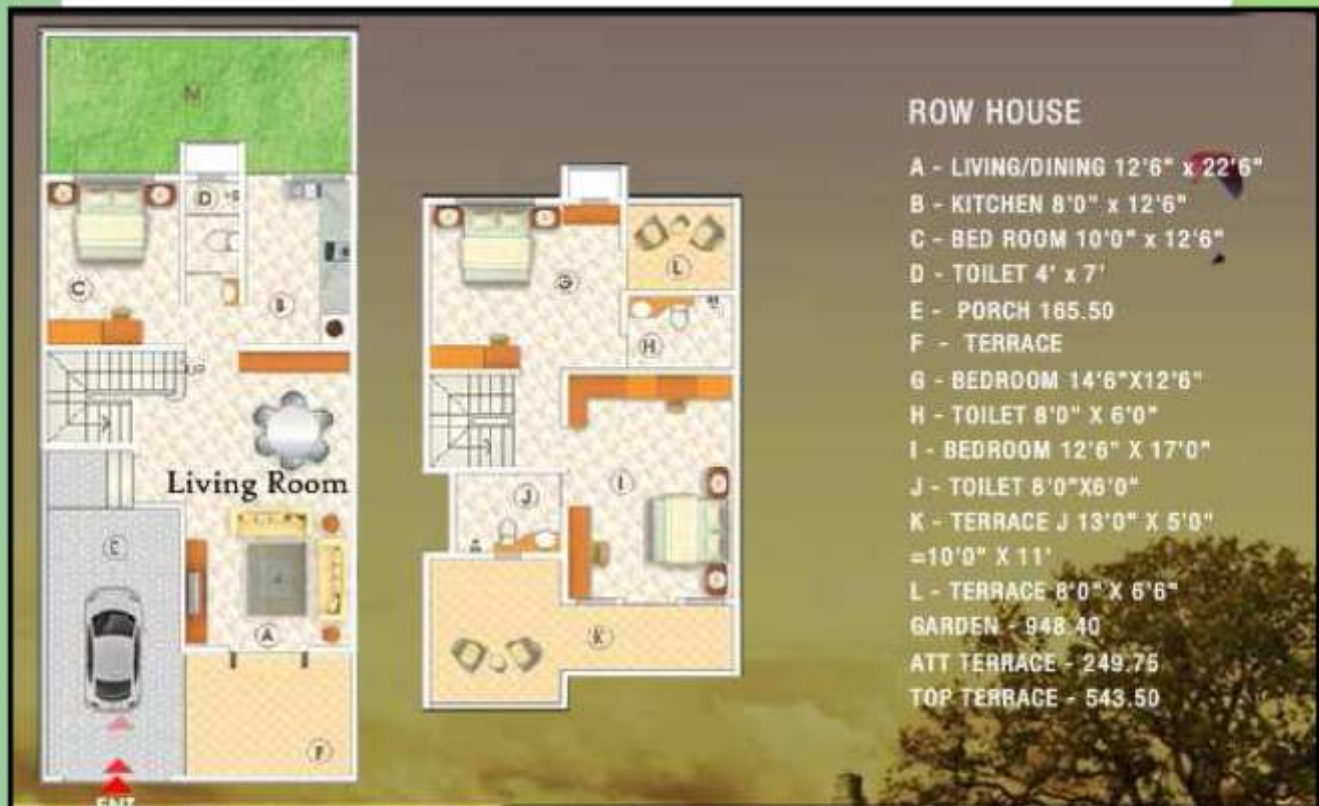 M
D
C
B
UP
Living Room
E
A
F
ENT
G
L
H
I
J
K
ROW HOUSE
A - LIVING/DINING 12'6" x 22'6"
B - KITCHEN 8'0" x 12'6"
C - BED ROOM 10'0" x 12'6"
D - TOILET 4' x 7'
E - PORCH 165.50
F - TERRACE
G - BEDROOM 14'6"X12'6"
H - TOILET 8'0" X 6'0"
I - BEDROOM 12'6" X 17'0"
J - TOILET 8'0"X6'0"
K - TERRACE J 13'0" X 5'0"
=10'0" X 11'
L - TERRACE 8'0" X 6'6"
GARDEN - 948.40
ATT TERRACE - 249.75
TOP TERRACE - 543.50